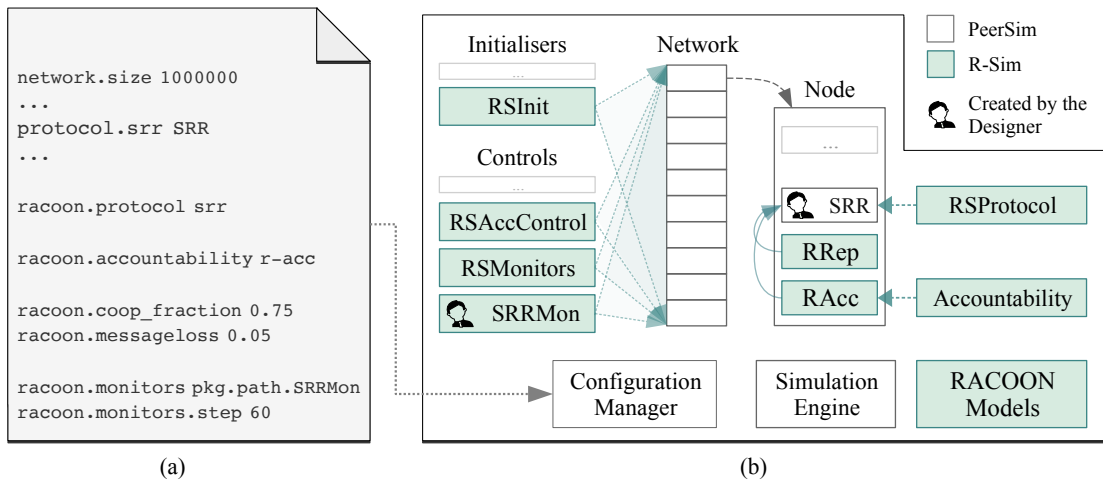 network.size 1000000
...
protocol.srr SRR
...
racoon.protocol srr
racoon.accountability r-acc
racoon.coop_fraction 0.75
racoon.messageloss 0.05
racoon.monitors pkg.path.SRRMon
racoon.monitors.step 60
(a)
Initialisers
...
RSInit
Controls
...
RSAccControl
RSMonitors
SRRMon
Network
Node
...
SRR
RRep
RAcc
RSProtocol
Accountability
PeerSim
R-Sim
Created by the
Designer
Configuration
Manager
Simulation
Engine
RACOON
Models
(b)